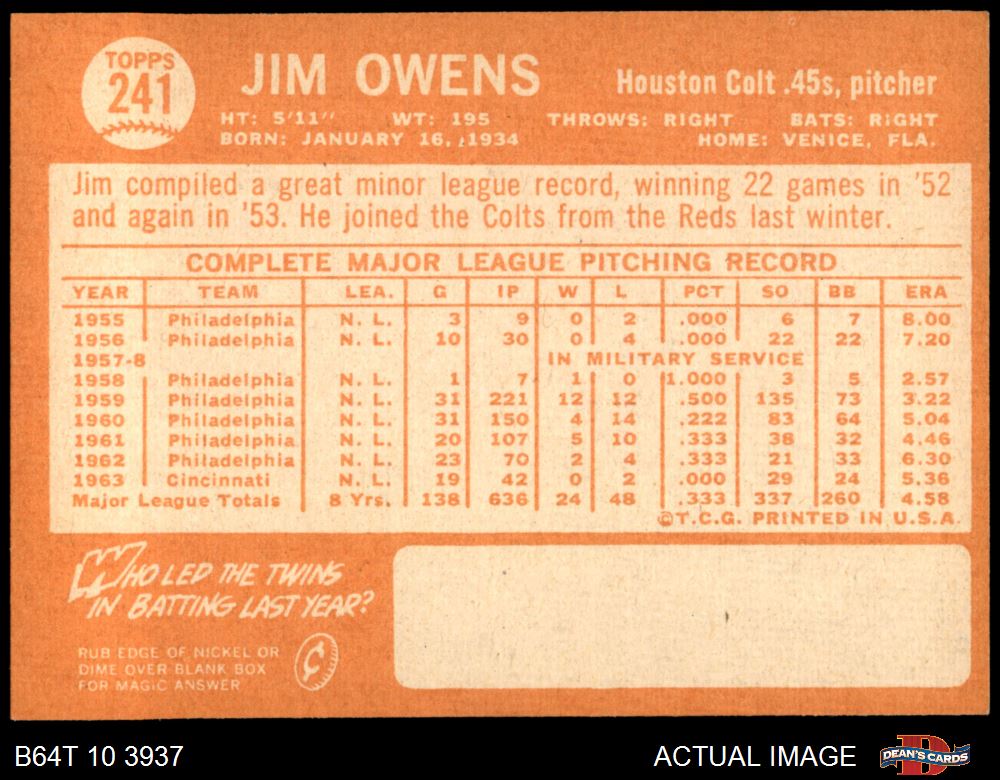 TOPPS
241
JIM OWENS
Houston Colt .45s, pitcher
HT: 5'11" WT: 195 THROWS: RIGHT BATS: RIGHT
BORN: JANUARY 16, 1934 HOME: VENICE, FLA.
Jim compiled a great minor league record, winning 22 games in '52
and again in '53. He joined the Colts from the Reds last winter.
COMPLETE MAJOR LEAGUE PITCHING RECORD
YEAR TEAM LEA. G IP W L PCT SO BB ERA
1955 Philadelphia N. L. 3 9 0 2 .000 6 7 8.00
1956 Philadelphia N. L. 10 30 0 4 .000 22 22 7.20
1957-8 IN MILITARY SERVICE
1958 Philadelphia N. L. 1 7 1 0 1.000 3 5 2.57
1959 Philadelphia N. L. 31 221 12 12 .500 135 73 3.22
1960 Philadelphia N. L. 31 150 4 14 .222 83 64 5.04
1961 Philadelphia N. L. 20 107 5 10 .333 38 32 4.46
1962 Philadelphia N. L. 23 70 2 4 .333 21 33 6.30
1963 Cincinnati N. L. 19 42 0 2 .000 29 24 5.36
Major League Totals 8 Yrs. 138 636 24 48 .333 337 260 4.58
©T.C.G. PRINTED IN U.S.A.
WHO LED THE TWINS
IN BATTING LAST YEAR?
RUB EDGE OF NICKEL OR
DIME OVER BLANK BOX
FOR MAGIC ANSWER
¢
B64T 10 3937
ACTUAL IMAGE
D
DEAN'S CARDS